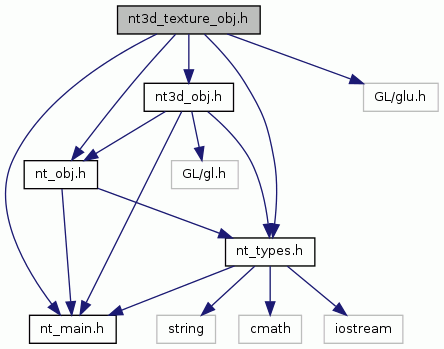 nt3d_texture_obj.h
nt3d_obj.h
GL/glu.h
nt_obj.h
GL/gl.h
nt_types.h
nt_main.h
string
cmath
iostream